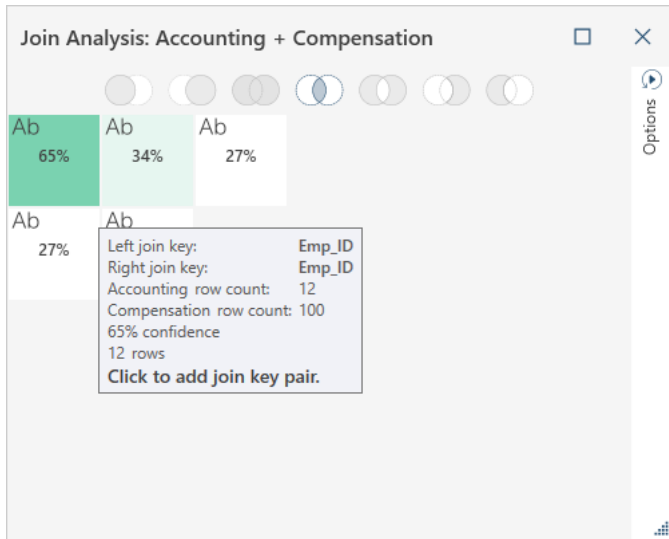 Join Analysis: Accounting + Compensation
Options
Ab
65%
Ab
34%
Ab
27%
Ab
27%
Ab
Left join key: Emp_ID
Right join key: Emp_ID
Accounting row count: 12
Compensation row count: 100
65% confidence
12 rows
Click to add join key pair.